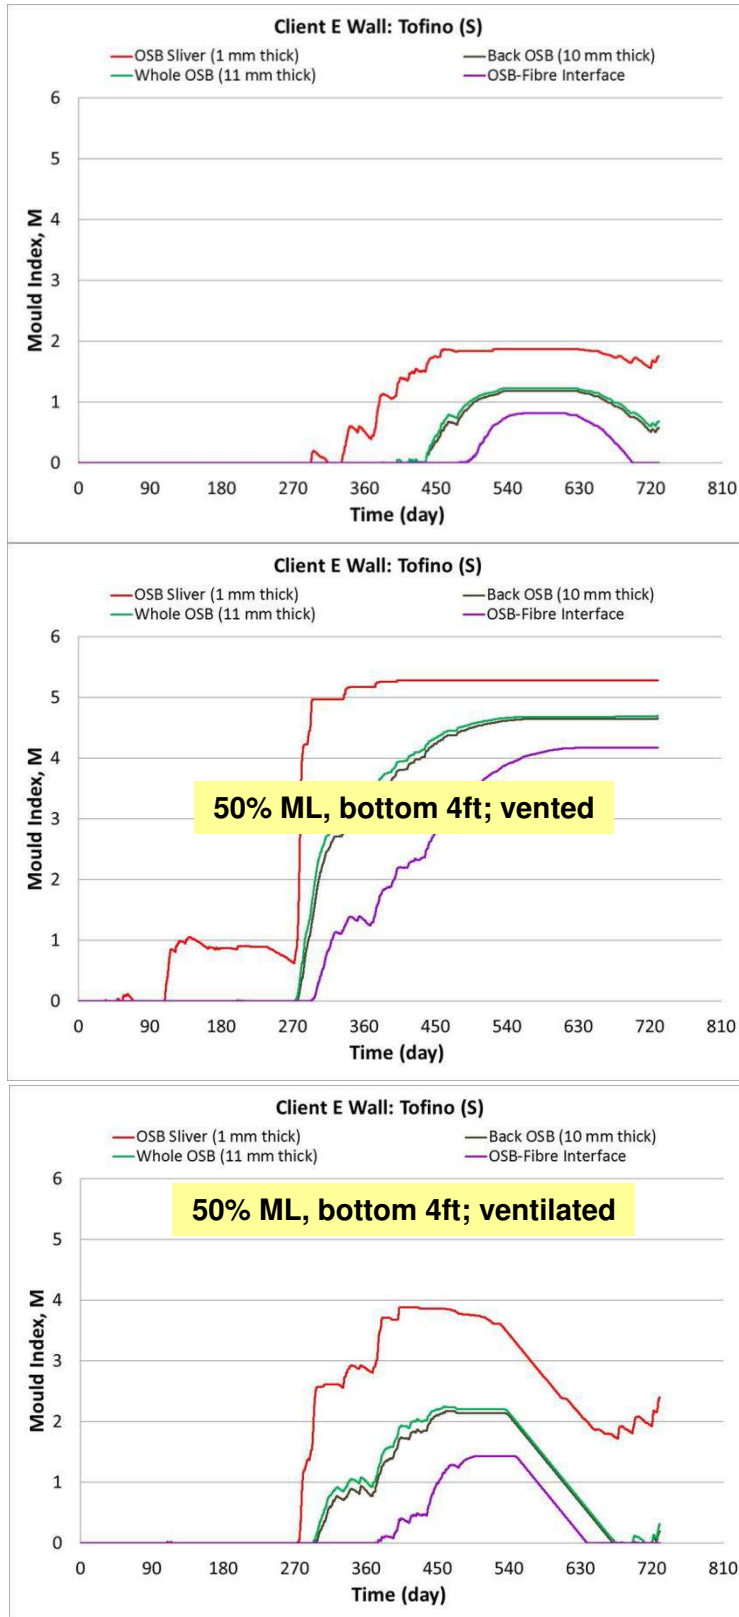 Client E Wall: Tofino (S)
OSB Sliver (1 mm thick) Back OSB (10 mm thick)
Whole OSB (11 mm thick) OSB-Fibre Interface
6
5
4
3
2
1
0
Mould Index, M
0 90 180 270 360 450 540 630 720 810
Time (day)
Client E Wall: Tofino (S)
OSB Sliver (1 mm thick) Back OSB (10 mm thick)
Whole OSB (11 mm thick) OSB-Fibre Interface
6
5
4
3
2
1
0
Mould Index, M
50% ML, bottom 4ft; vented
0 90 180 270 360 450 540 630 720 810
Time (day)
Client E Wall: Tofino (S)
OSB Sliver (1 mm thick) Back OSB (10 mm thick)
Whole OSB (11 mm thick) OSB-Fibre Interface
50% ML, bottom 4ft; ventilated
6
5
4
3
2
1
0
Mould Index, M
0 90 180 270 360 450 540 630 720 810
Time (day)